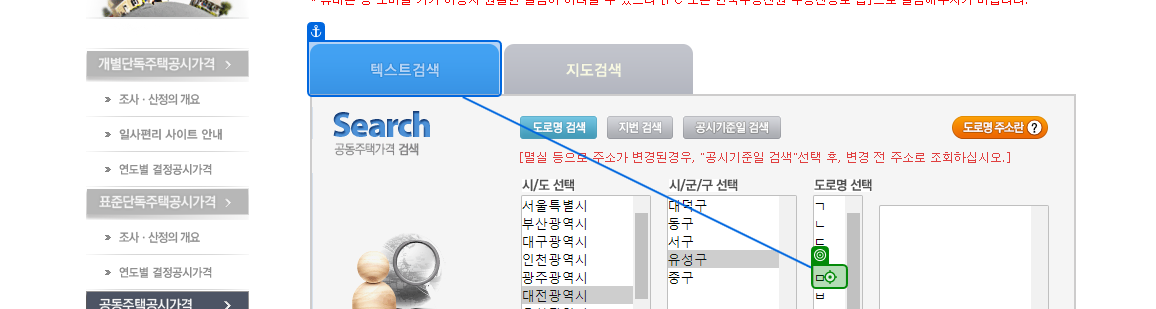 개별단독주택공시가격
조사 · 산정의 개요
일사편리 사이트 안내
연도별 결정공시가격
표준단독주택공시가격
조사 · 산정의 개요
연도별 결정공시가격
공동주택공시가격
텍스트검색
지도검색
Search
공동주택가격 검색
도로명 검색
지번 검색
공시기준일 검색
도로명 주소란 ?
[멸실 등으로 주소가 변경된경우, "공시기준일 검색"선택 후, 변경 전 주소로 조회하십시오.]
시/도 선택
서울특별시
부산광역시
대구광역시
인천광역시
광주광역시
대전광역시
시/군/구 선택
대덕구
동구
서구
유성구
중구
도로명 선택
ㄱ
ㄴ
ㄷ
ㅁ
ㅂ